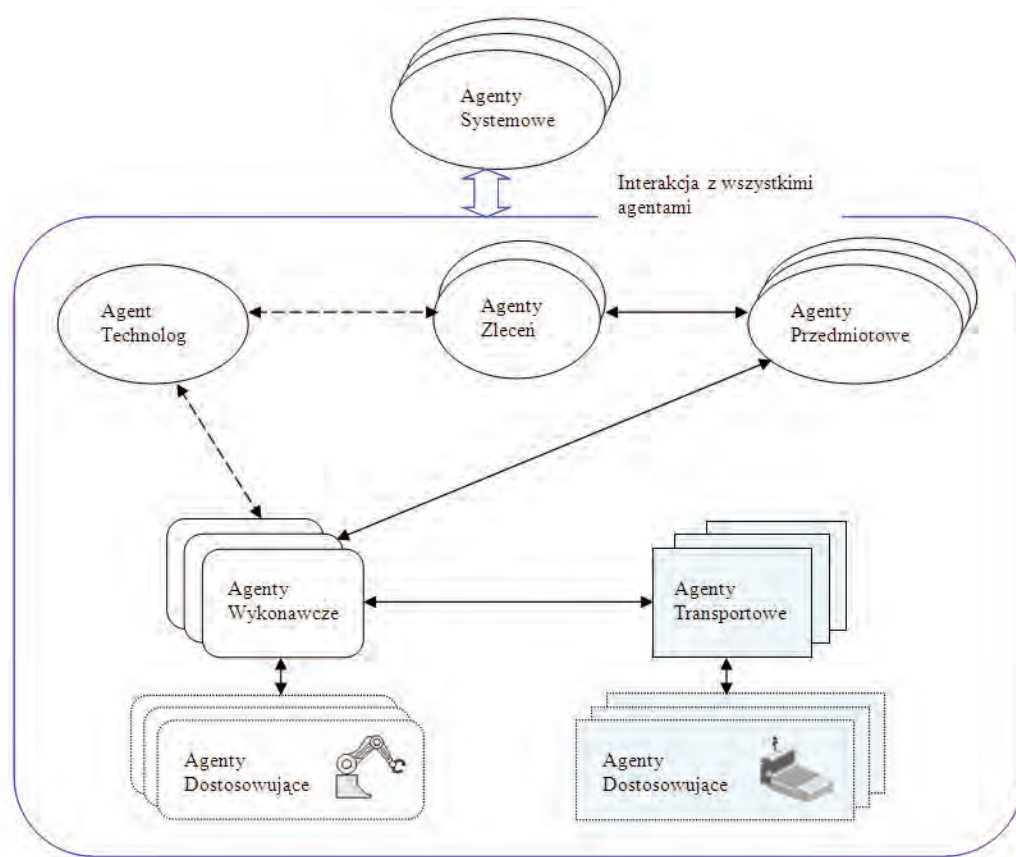 Agenty
Systemowe
Interakcja z wszystkimi
agentami
Agent
Technolog
Agenty
Zleceń
Agenty
Przedmiotowe
Agenty
Wykonawcze
Agenty
Transportowe
Agenty
Dostosowujące
Agenty
Dostosowujące